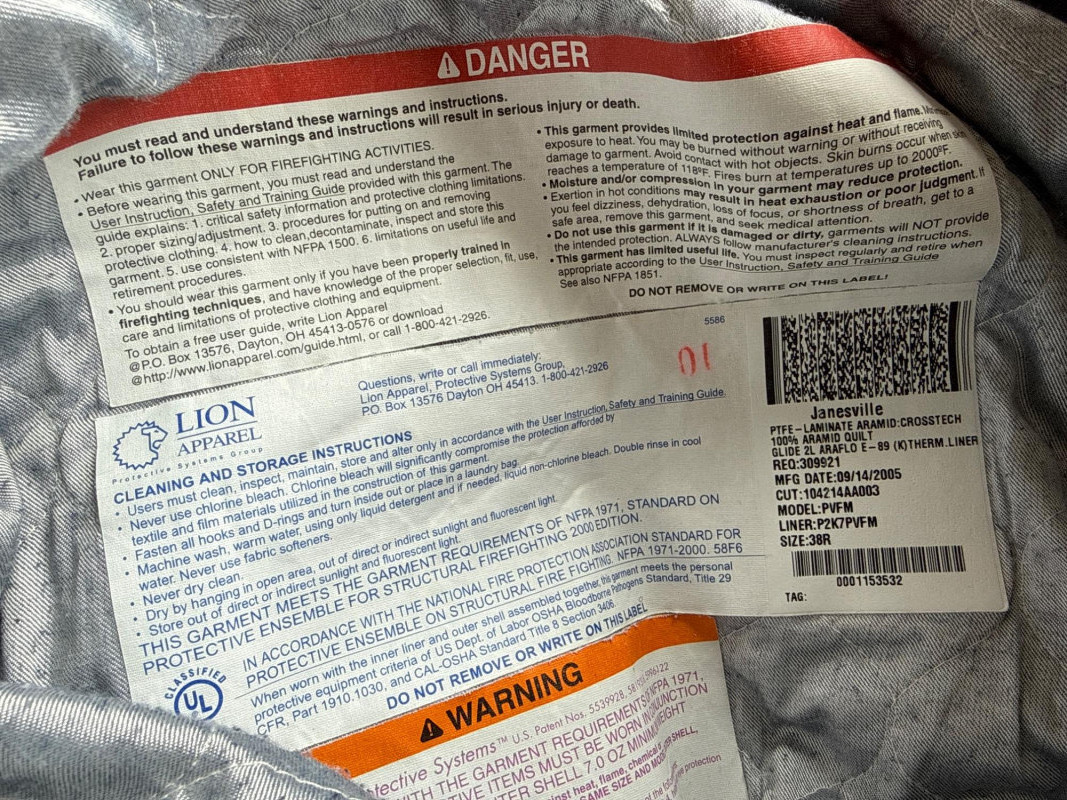 DANGER
You must read and understand these warnings and instructions.
Failure to follow these warnings and instructions will result in serious injury or death.
• Wear this garment ONLY FOR FIREFIGHTING ACTIVITIES.
• Before wearing this garment, you must read and understand the
User Instruction, Safety and Training Guide provided with this garment. The
guide explains: 1. critical safety information and protective clothing limitations.
2. proper sizing/adjustment. 3. procedures for putting on and removing
protective clothing. 4. how to clean,decontaminate, inspect and store this
garment. 5. use consistent with NFPA 1500. 6. limitations on useful life and
retirement procedures.
• You should wear this garment only if you have been properly trained in
firefighting techniques, and have knowledge of the proper selection, fit, use,
care and limitations of protective clothing and equipment.
To obtain a free user guide, write Lion Apparel
@P.O. Box 13576, Dayton, OH 45413-0576 or download
@http://www.lionapparel.com/guide.html, or call 1-800-421-2926.
• This garment provides limited protection against heat and flame.
exposure to heat. You may be burned without warning or without receiving
damage to garment. Avoid contact with hot objects. Skin burns occur when skin
reaches a temperature of 118ºF. Fires burn at temperatures up to 2000ºF.
• Moisture and/or compression in your garment may reduce protection.
• Exertion in hot conditions may result in heat exhaustion or poor judgment. If
you feel dizziness, dehydration, loss of focus, or shortness of breath, get to a
safe area, remove this garment, and seek medical attention.
• Do not use this garment if it is damaged or dirty, garments will NOT provide
the intended protection. ALWAYS follow manufacturer's cleaning instructions.
• This garment has limited useful life. You must inspect regularly and retire when
appropriate according to the User Instruction, Safety and Training Guide
See also NFPA 1851.
DO NOT REMOVE OR WRITE ON THIS LABEL!
5586
01
LION
APPAREL
Protective Systems Group
Questions, write or call immediately:
Lion Apparel, Protective Systems Group,
P.O. Box 13576 Dayton OH 45413. 1-800-421-2926
CLEANING AND STORAGE INSTRUCTIONS
• Users must clean, inspect, maintain, store and alter only in accordance with the User Instruction, Safety and Training Guide.
• Never use chlorine bleach. Chlorine bleach will significantly compromise the protection afforded by
textile and film materials utilized in the construction of this garment.
• Fasten all hooks and D-rings and turn inside out or place in a laundry bag.
• Machine wash, warm water, using only liquid detergent and if needed, liquid non-chlorine bleach. Double rinse in cool
water. Never use fabric softeners.
• Never dry clean.
• Dry by hanging in open area, out of direct or indirect sunlight and fluorescent light.
• Store out of direct or indirect sunlight and fluorescent light.
THIS GARMENT MEETS THE GARMENT REQUIREMENTS OF NFPA 1971, STANDARD ON
PROTECTIVE ENSEMBLE FOR STRUCTURAL FIREFIGHTING 2000 EDITION.
IN ACCORDANCE WITH THE NATIONAL FIRE PROTECTION ASSOCIATION STANDARD FOR
PROTECTIVE ENSEMBLE ON STRUCTURAL FIRE FIGHTING. NFPA 1971-2000. 58F6
When worn with the inner liner and outer shell assembled together, this garment meets the personal
protective equipment criteria of US Dept. of Labor OSHA Bloodborne Pathogens Standard, Title 29
CFR, Part 1910.1030, and CAL-OSHA Standard Title 8 Section 3406.
DO NOT REMOVE OR WRITE ON THIS LABEL
CLASSIFIED
UL
Janesville
PTFE-LAMINATE ARAMID:CROSSTECH
100% ARAMID QUILT
GLIDE 2L ARAFLO E-89 (K)THERM.LINER
REQ:309921
MFG DATE:09/14/2005
CUT:104214AA003
MODEL:PVFM
LINER:P2K7PVFM
SIZE:38R
0001153532
TAG:
WARNING
Systems™ U.S. Patent Nos. 5539928,
THE GARMENT REQUIREMENTS NFPA 1971,
ITEMS MUST BE WORN IN
SHELL 7.0 OZ MINIMUM WEIGHT
heat, flame, chemical
SAME SIZE AND
protection